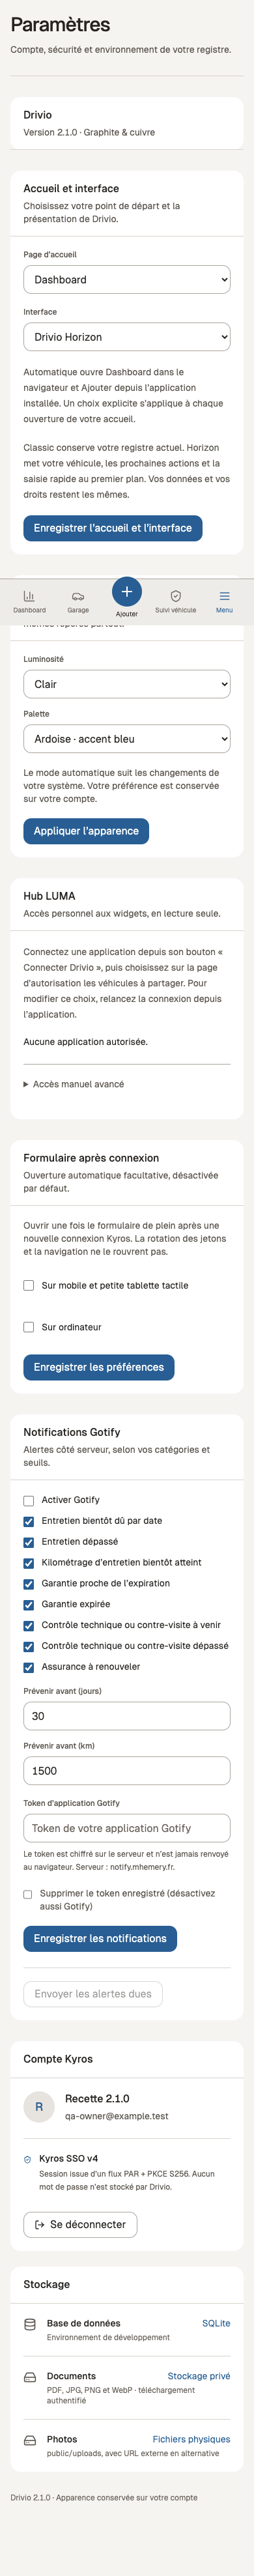 Paramètres
Compte, sécurité et environnement de votre registre.
Drivio
Version 2.1.0 · Graphite & cuivre
Accueil et interface
Choisissez votre point de départ et la
présentation de Drivio.
Page d'accueil
Dashboard
Interface
Drivio Horizon
Automatique ouvre Dashboard dans le
navigateur et Ajouter depuis l'application
installée. Un choix explicite s'applique à chaque
ouverture de votre accueil.
Classic conserve votre registre actuel. Horizon
met votre véhicule, les prochaines actions et la
saisie rapide au premier plan. Vos données et vos
droits restent les mêmes.
Enregistrer l'accueil et l'interface
Dashboard
Garage
Ajouter
Suivi véhicule
Menu
Luminosité
Clair
Palette
Ardoise · accent bleu
Le mode automatique suit les changements de
votre système. Votre préférence est conservée
sur votre compte.
Appliquer l'apparence
Hub LUMA
Accès personnel aux widgets, en lecture seule.
Connectez une application depuis son bouton «
Connecter Drivio », puis choisissez sur la page
d'autorisation les véhicules à partager. Pour
modifier ce choix, relancez la connexion depuis
l'application.
Aucune application autorisée.
Accès manuel avancé
Formulaire après connexion
Ouverture automatique facultative, désactivée
par défaut.
Ouvrir une fois le formulaire de plein après une
nouvelle connexion Kyros. La rotation des jetons
et la navigation ne le rouvrent pas.
Sur mobile et petite tablette tactile
Sur ordinateur
Enregistrer les préférences
Notifications Gotify
Alertes côté serveur, selon vos catégories et
seuils.
Activer Gotify
Entretien bientôt dû par date
Entretien dépassé
Kilométrage d'entretien bientôt atteint
Garantie proche de l'expiration
Garantie expirée
Contrôle technique ou contre-visite à venir
Contrôle technique ou contre-visite dépassé
Assurance à renouveler
Prévenir avant (jours)
30
Prévenir avant (km)
1500
Token d'application Gotify
Token de votre application Gotify
Le token est chiffré sur le serveur et n'est jamais renvoyé
au navigateur. Serveur : notify.mhemery.fr.
Supprimer le token enregistré (désactivez
aussi Gotify)
Enregistrer les notifications
Envoyer les alertes dues
Compte Kyros
R
Recette 2.1.0
qa-owner@example.test
Kyros SSO v4
Session issue d'un flux PAR + PKCE S256. Aucun
mot de passe n'est stocké par Drivio.
Se déconnecter
Stockage
Base de données
SQLite
Environnement de développement
Documents
Stockage privé
PDF, JPG, PNG et WebP · téléchargement
authentifié
Photos
Fichiers physiques
public/uploads, avec URL externe en alternative
Drivio 2.1.0 · Apparence conservée sur votre compte